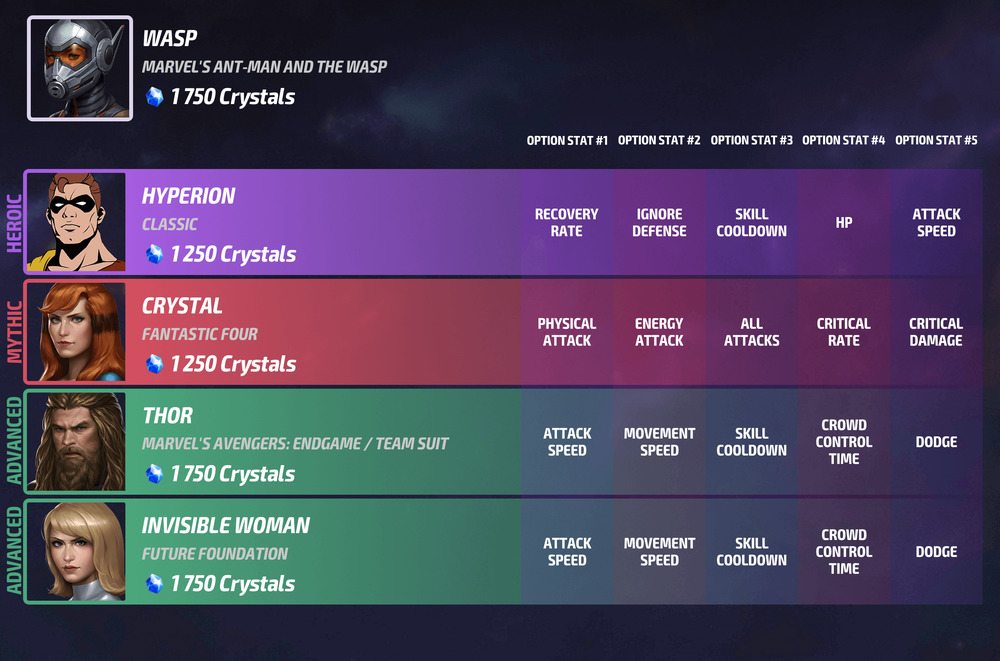 WASP
MARVEL'S ANT-MAN AND THE WASP
1 750 Crystals
OPTION STAT #1 OPTION STAT #2 OPTION STAT #3 OPTION STAT #4 OPTION STAT #5
HEROIC
HYPERION
CLASSIC
1 250 Crystals
RECOVERY
RATE
IGNORE
DEFENSE
SKILL
COOLDOWN
HP
ATTACK
SPEED
MYTHIC
CRYSTAL
FANTASTIC FOUR
1 250 Crystals
PHYSICAL
ATTACK
ENERGY
ATTACK
ALL
ATTACKS
CRITICAL
RATE
CRITICAL
DAMAGE
ADVANCED
THOR
MARVEL'S AVENGERS: ENDGAME / TEAM SUIT
1 750 Crystals
ATTACK
SPEED
MOVEMENT
SPEED
SKILL
COOLDOWN
CROWD
CONTROL
TIME
DODGE
ADVANCED
INVISIBLE WOMAN
FUTURE FOUNDATION
1 750 Crystals
ATTACK
SPEED
MOVEMENT
SPEED
SKILL
COOLDOWN
CROWD
CONTROL
TIME
DODGE